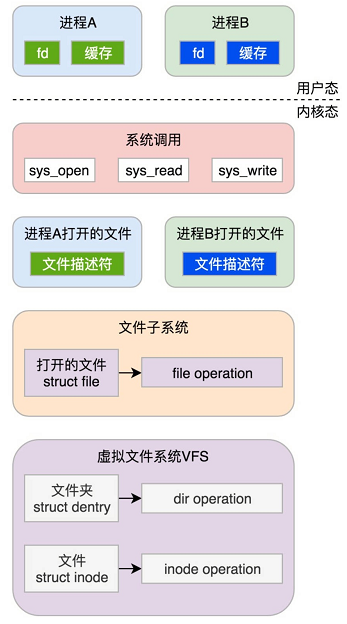 进程A
进程B
fd
缓存
fd
缓存
用户态
内核态
系统调用
sys_open
sys_read
sys_write
进程A打开的文件
进程B打开的文件
文件描述符
文件描述符
文件子系统
打开的文件
struct file
file operation
虚拟文件系统VFS
文件夹
struct dentry
dir operation
文件
struct inode
inode operation